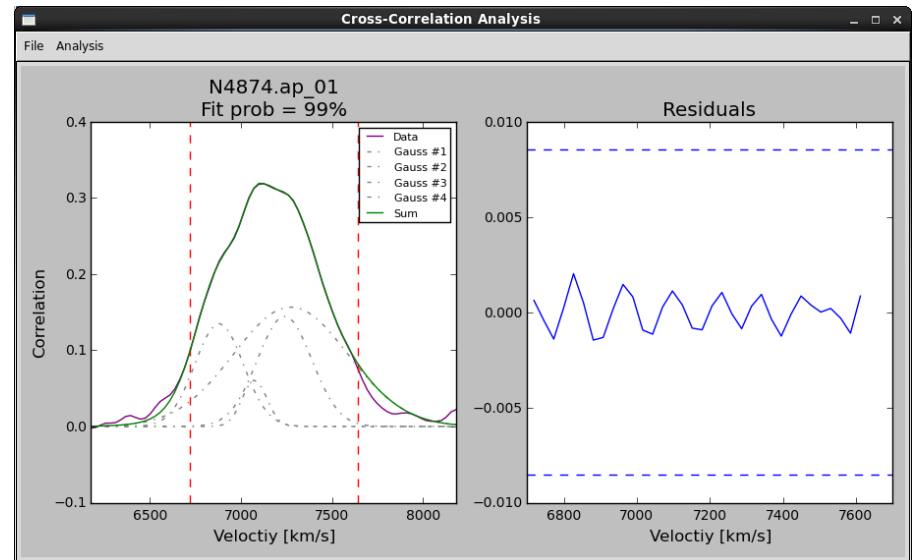 Cross-Correlation Analysis
File Analysis
N4874.ap_01
Fit prob = 99%
0.4
0.3
0.2
0.1
0.0
−0.1
Correlation
6500 7000 7500 8000
Veloctiy [km/s]
Data
Gauss #1
Gauss #2
Gauss #3
Gauss #4
Sum
Residuals
0.010
0.005
0.000
−0.005
−0.010
6800 7000 7200 7400 7600
Veloctiy [km/s]